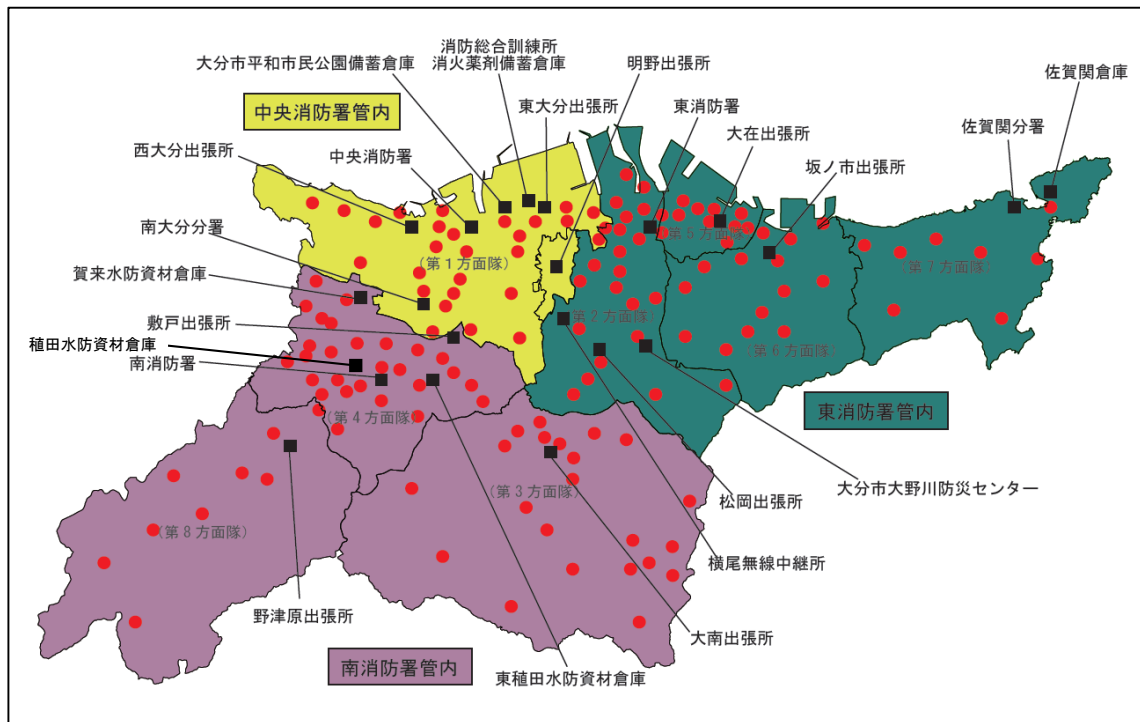 消防総合訓練所
大分市平和市民公園備蓄倉庫
消火薬剤備蓄倉庫
明野出張所
佐賀関倉庫
中央消防署管内
東大分出張所
東消防署
佐賀関分署
大在出張所
西大分出張所
中央消防署
坂ノ市出張所
南大分分署
(第5方面隊)
(第1方面隊)
(第7方面隊)
賀来水防資材倉庫
敷戸出張所
(第2方面隊)
稙田水防資材倉庫
(第6方面隊)
南消防署
東消防署管内
(第4方面隊)
(第3方面隊)
大分市大野川防災センター
松岡出張所
(第8方面隊)
横尾無線中継所
野津原出張所
大南出張所
南消防署管内
東稙田水防資材倉庫